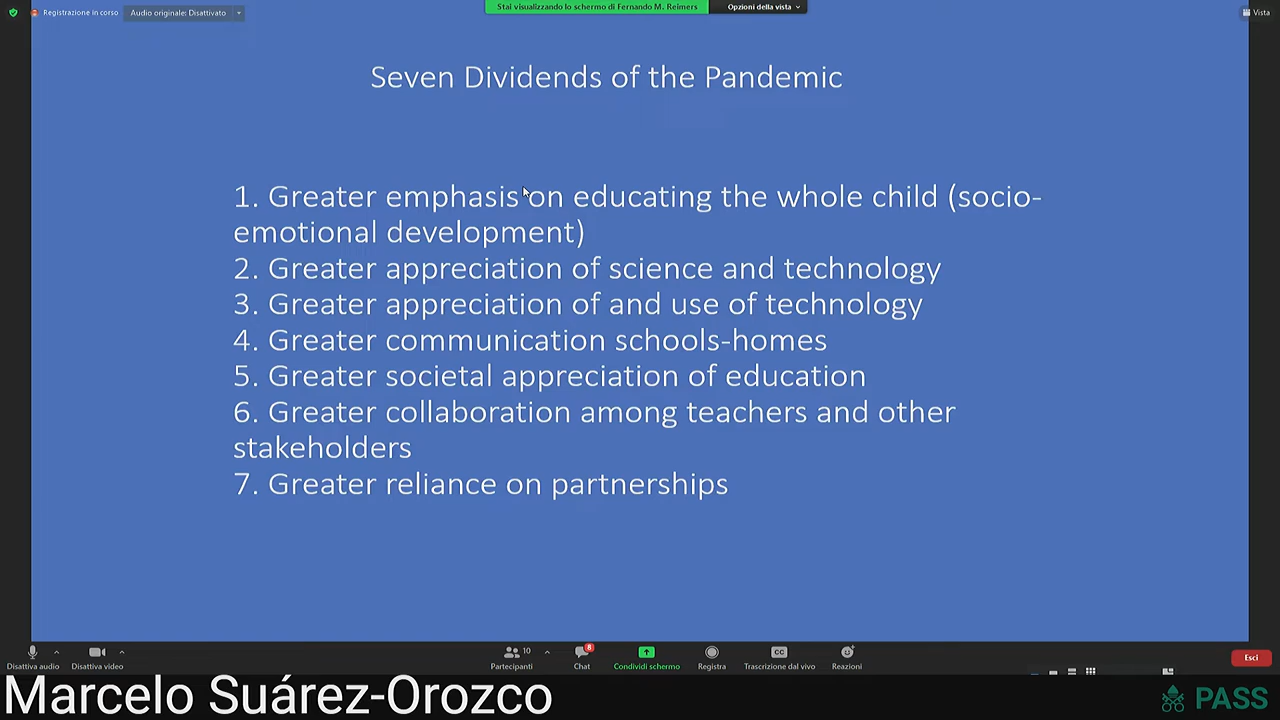 Registrazione in corso
Audio originale: Disattivato
Stai visualizzando lo schermo di Fernando M. Reimers
Opzioni della vista
Vista
Seven Dividends of the Pandemic
1. Greater emphasis on educating the whole child (socio-
emotional development)
2. Greater appreciation of science and technology
3. Greater appreciation of and use of technology
4. Greater communication schools-homes
5. Greater societal appreciation of education
6. Greater collaboration among teachers and other
stakeholders
7. Greater reliance on partnerships
10
8
Disattiva audio
Disattiva video
Partecipanti
Chat
Condividi schermo
Registra
Trascrizione dal vivo
Reazioni
Esci
Marcelo Suárez-Orozco
PASS